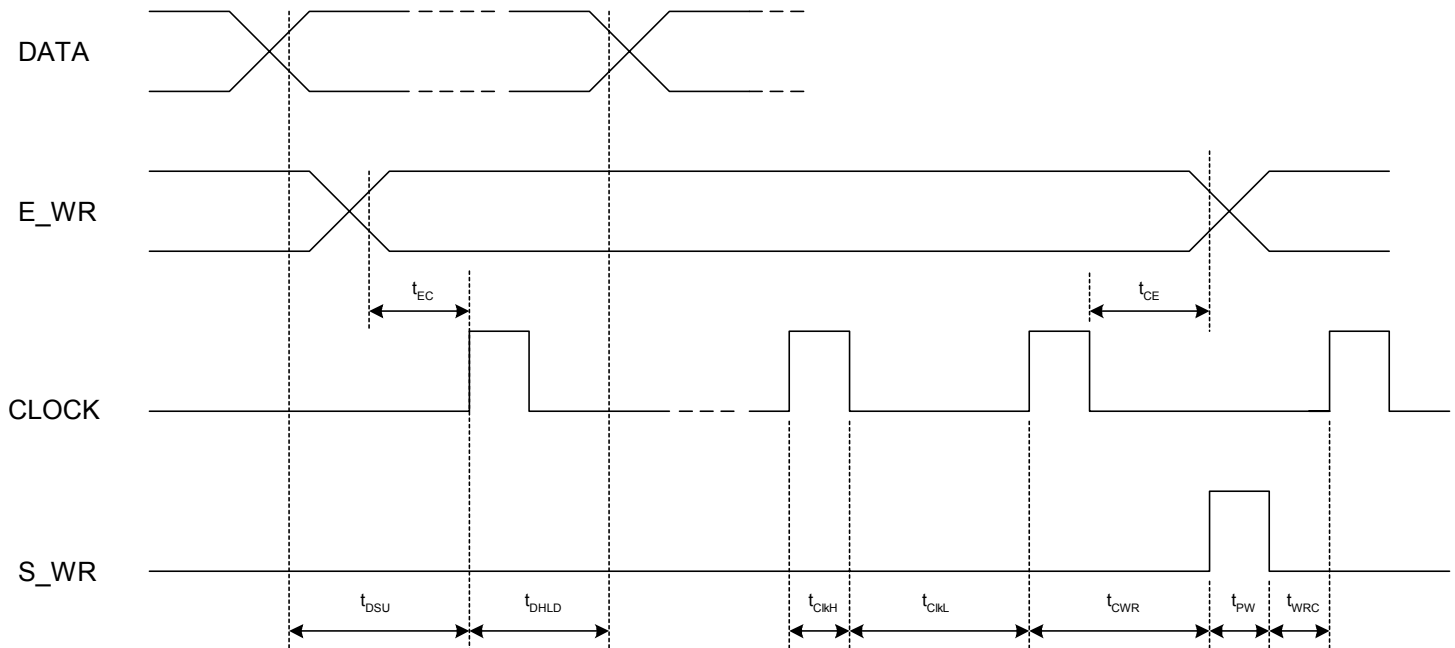 DATA
E_WR
t_EC
t_CE
CLOCK
S_WR
t_DSU
t_DHLD
t_ClkH
t_ClkL
t_CWR
t_PW
t_WRC